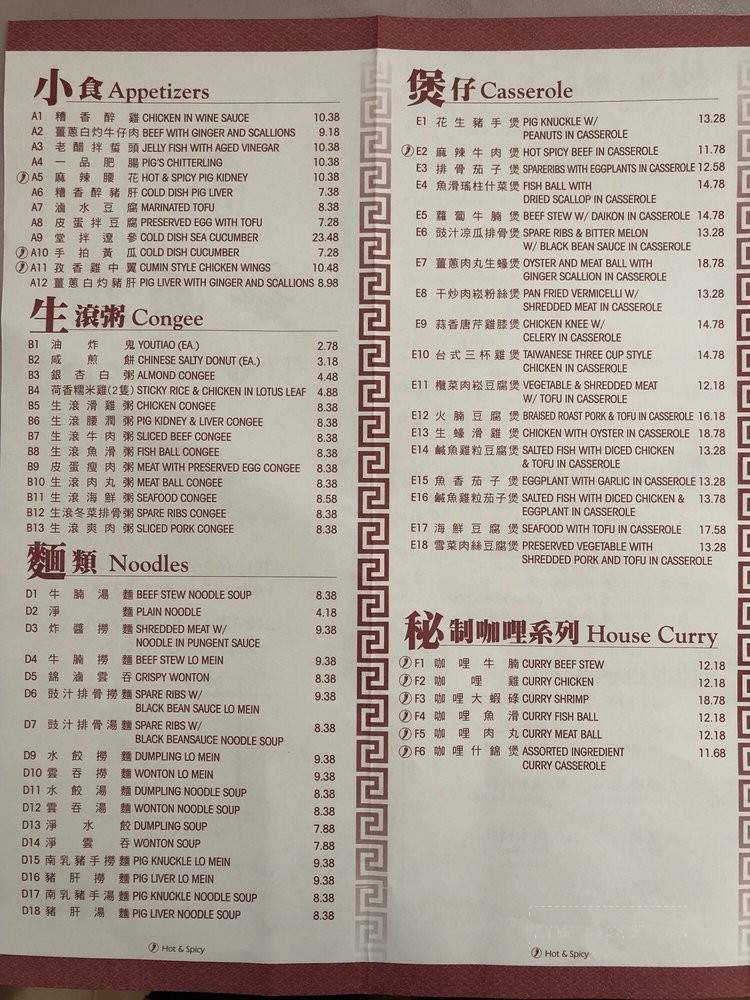 小食 Appetizers
A1 糟香醉雞 CHICKEN IN WINE SAUCE 10.38
A2 薑蔥白灼牛仔肉 BEEF WITH GINGER AND SCALLIONS 9.18
A3 老醋拌蜇頭 JELLY FISH WITH AGED VINEGAR 10.38
A4 一品肥腸 PIG'S CHITTERLING 10.38
A5 麻辣腰花 HOT & SPICY PIG KIDNEY 10.38
A6 糟香醉豬肝 COLD DISH PIG LIVER 7.38
A7 滷水豆腐 MARINATED TOFU 8.38
A8 皮蛋拌豆腐 PRESERVED EGG WITH TOFU 7.28
A9 堂拌遼參 COLD DISH SEA CUCUMBER 23.48
A10 手拍黃瓜 COLD DISH CUCUMBER 7.28
A11 孜香雞中翼 CUMIN STYLE CHICKEN WINGS 10.48
A12 薑蔥白灼豬肝 PIG LIVER WITH GINGER AND SCALLIONS 8.98
生滾粥 Congee
B1 油炸鬼 YOUTIAO (EA.) 2.78
B2 咸煎餅 CHINESE SALTY DONUT (EA.) 3.18
B3 銀杏白粥 ALMOND CONGEE 4.48
B4 荷香糯米雞(2隻) STICKY RICE & CHICKEN IN LOTUS LEAF 4.88
B5 生滾滑雞粥 CHICKEN CONGEE 8.38
B6 生滾腰潤粥 PIG KIDNEY & LIVER CONGEE 8.38
B7 生滾牛肉粥 SLICED BEEF CONGEE 8.38
B8 生滾魚滑粥 FISH BALL CONGEE 8.38
B9 皮蛋瘦肉粥 MEAT WITH PRESERVED EGG CONGEE 8.38
B10 生滾肉丸粥 MEAT BALL CONGEE 8.38
B11 生滾海鮮粥 SEAFOOD CONGEE 8.58
B12 生滾冬菜排骨粥 SPARE RIBS CONGEE 8.38
B13 生滾爽肉粥 SLICED PORK CONGEE 8.38
麵類 Noodles
D1 牛腩湯麵 BEEF STEW NOODLE SOUP 8.38
D2 淨麵 PLAIN NOODLE 4.18
D3 炸醬撈麵 SHREDDED MEAT W/ 9.38
NOODLE IN PUNGENT SAUCE
D4 牛腩撈麵 BEEF STEW LO MEIN 9.38
D5 錦滷雲吞 CRISPY WONTON 8.38
D6 豉汁排骨撈麵 SPARE RIBS W/ 9.38
BLACK BEAN SAUCE LO MEIN
D7 豉汁排骨湯麵 SPARE RIBS W/ 8.38
BLACK BEANSAUCE NOODLE SOUP
D9 水餃撈麵 DUMPLING LO MEIN 9.38
D10 雲吞撈麵 WONTON LO MEIN 9.38
D11 水餃湯麵 DUMPLING NOODLE SOUP 8.38
D12 雲吞湯麵 WONTON NOODLE SOUP 8.38
D13 淨水餃 DUMPLING SOUP 7.88
D14 淨雲吞 WONTON SOUP 7.88
D15 南乳豬手撈麵 PIG KNUCKLE LO MEIN 9.38
D16 豬肝撈麵 PIG LIVER LO MEIN 9.38
D17 南乳豬手湯麵 PIG KNUCKLE NOODLE SOUP 8.38
D18 豬肝湯麵 PIG LIVER NOODLE SOUP 8.38
Hot & Spicy
煲仔 Casserole
E1 花生豬手煲 PIG KNUCKLE W/ 13.28
PEANUTS IN CASSEROLE
E2 麻辣牛肉煲 HOT SPICY BEEF IN CASSEROLE 11.78
E3 排骨茄子煲 SPARERIBS WITH EGGPLANTS IN CASSEROLE 12.58
E4 魚滑瑤柱什菜煲 FISH BALL WITH 14.78
DRIED SCALLOP IN CASSEROLE
E5 蘿蔔牛腩煲 BEEF STEW W/ DAIKON IN CASSEROLE 14.78
E6 豉汁凉瓜排骨煲 SPARE RIBS & BITTER MELON 13.28
W/ BLACK BEAN SAUCE IN CASSEROLE
E7 薑蔥肉丸生蠔煲 OYSTER AND MEAT BALL WITH 18.78
GINGER SCALLION IN CASSEROLE
E8 干炒肉崧粉絲煲 PAN FRIED VERMICELLI W/ 13.28
SHREDDED MEAT IN CASSEROLE
E9 蒜香唐芹雞膝煲 CHICKEN KNEE W/ 14.78
CELERY IN CASSEROLE
E10 台式三杯雞煲 TAIWANESE THREE CUP STYLE 14.78
CHICKEN IN CASSEROLE
E11 欖菜肉崧豆腐煲 VEGETABLE & SHREDDED MEAT 12.18
W/ TOFU IN CASSEROLE
E12 火腩豆腐煲 BRAISED ROAST PORK & TOFU IN CASSEROLE 16.18
E13 生蠔滑雞煲 CHICKEN WITH OYSTER IN CASSEROLE 18.78
E14 鹹魚雞粒豆腐煲 SALTED FISH WITH DICED CHICKEN 13.28
& TOFU IN CASSEROLE
E15 魚香茄子煲 EGGPLANT WITH GARLIC IN CASSEROLE 13.28
E16 鹹魚雞粒茄子煲 SALTED FISH WITH DICED CHICKEN & 13.78
EGGPLANT IN CASSEROLE
E17 海鮮豆腐煲 SEAFOOD WITH TOFU IN CASSEROLE 17.58
E18 雪菜肉絲豆腐煲 PRESERVED VEGETABLE WITH 13.28
SHREDDED PORK AND TOFU IN CASSEROLE
秘制咖哩系列 House Curry
F1 咖哩牛腩 CURRY BEEF STEW 12.18
F2 咖哩雞 CURRY CHICKEN 12.18
F3 咖哩大蝦碌 CURRY SHRIMP 18.78
F4 咖哩魚滑 CURRY FISH BALL 12.18
F5 咖哩肉丸 CURRY MEAT BALL 12.18
F6 咖哩什錦煲 ASSORTED INGREDIENT 11.68
CURRY CASSEROLE
Hot & Spicy